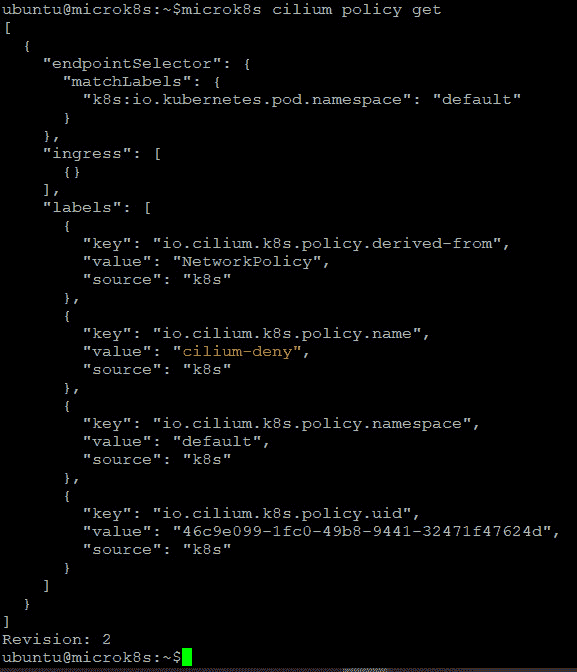 ubuntu@microk8s:~$microk8s cilium policy get
[
  {
    "endpointSelector": {
      "matchLabels": {
        "k8s:io.kubernetes.pod.namespace": "default"
      }
    },
    "ingress": [
      {}
    ],
    "labels": [
      {
        "key": "io.cilium.k8s.policy.derived-from",
        "value": "NetworkPolicy",
        "source": "k8s"
      },
      {
        "key": "io.cilium.k8s.policy.name",
        "value": "cilium-deny",
        "source": "k8s"
      },
      {
        "key": "io.cilium.k8s.policy.namespace",
        "value": "default",
        "source": "k8s"
      },
      {
        "key": "io.cilium.k8s.policy.uid",
        "value": "46c9e099-1fc0-49b8-9441-32471f47624d",
        "source": "k8s"
      }
    ]
  }
]
Revision: 2
ubuntu@microk8s:~$